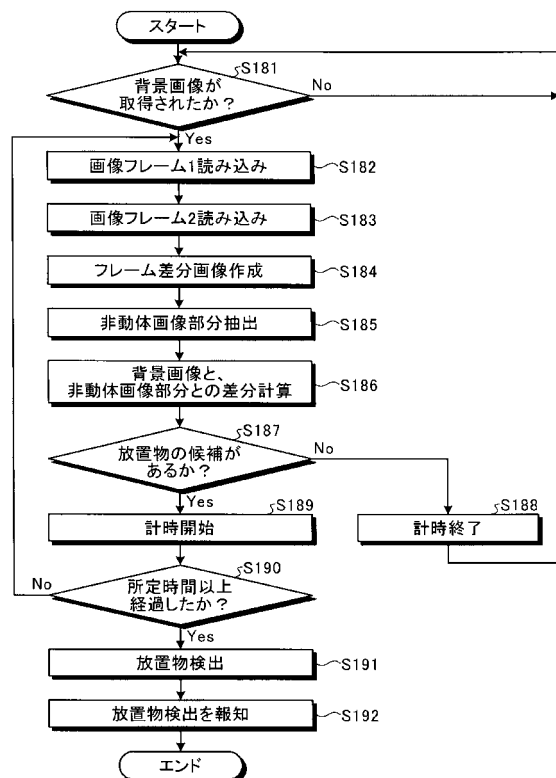 スタート
S181
背景画像が
取得されたか？
No
Yes
画像フレーム1読み込み
S182
画像フレーム2読み込み
S183
フレーム差分画像作成
S184
非動体画像部分抽出
S185
背景画像と、
非動体画像部分との差分計算
S186
S187
放置物の候補が
あるか？
No
Yes
S189
計時開始
S188
計時終了
S190
所定時間以上
経過したか？
No
Yes
放置物検出
S191
放置物検出を報知
S192
エンド